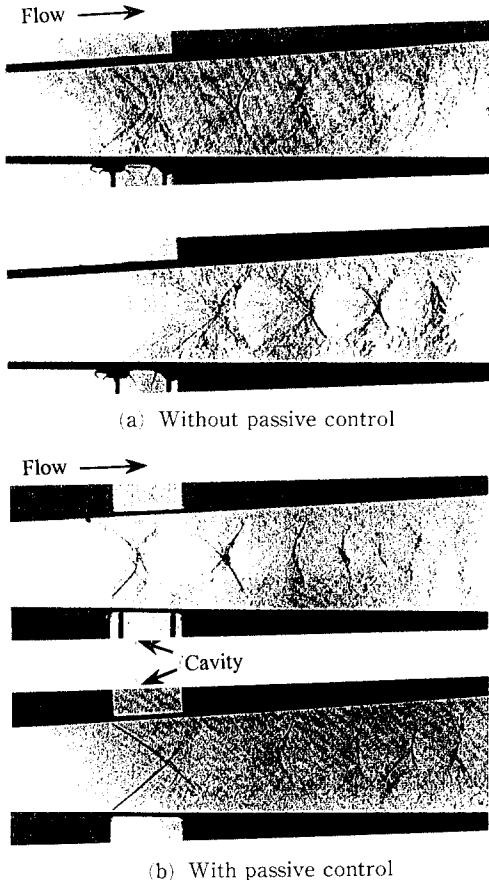 Flow
(a) Without passive control
Flow
Cavity
(b) With passive control